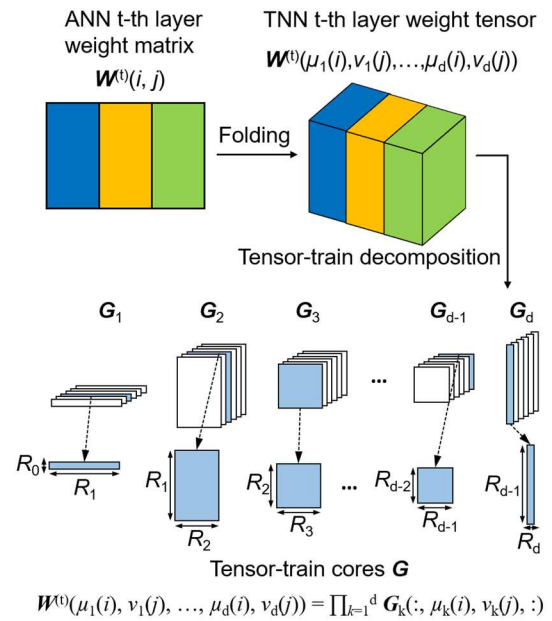 ANN t-th layer
weight matrix
W⁽ᵗ⁾(i, j)
TNN t-th layer weight tensor
W⁽ᵗ⁾(μ₁(i),ν₁(j),…,μd(i),νd(j))
Folding
Tensor-train decomposition
G₁ G₂ G₃ Gd-1 Gd
...
R₀
R₁
R₁
R₂
R₂
R₃
...
Rd-2
Rd-1
Rd-1
Rd
Tensor-train cores G
W⁽ᵗ⁾(μ₁(i), ν₁(j), …, μd(i), νd(j)) = ∏k=1ᵈ Gk(:, μk(i), νk(j), :)